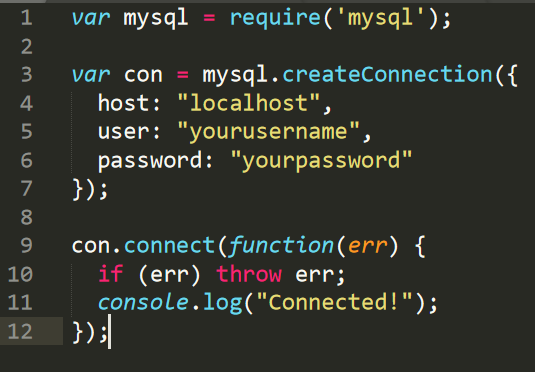 1 var mysql = require('mysql');
2
3 var con = mysql.createConnection({
4   host: "localhost",
5   user: "yourusername",
6   password: "yourpassword"
7 });
8
9 con.connect(function(err) {
10   if (err) throw err;
11   console.log("Connected!");
12 });